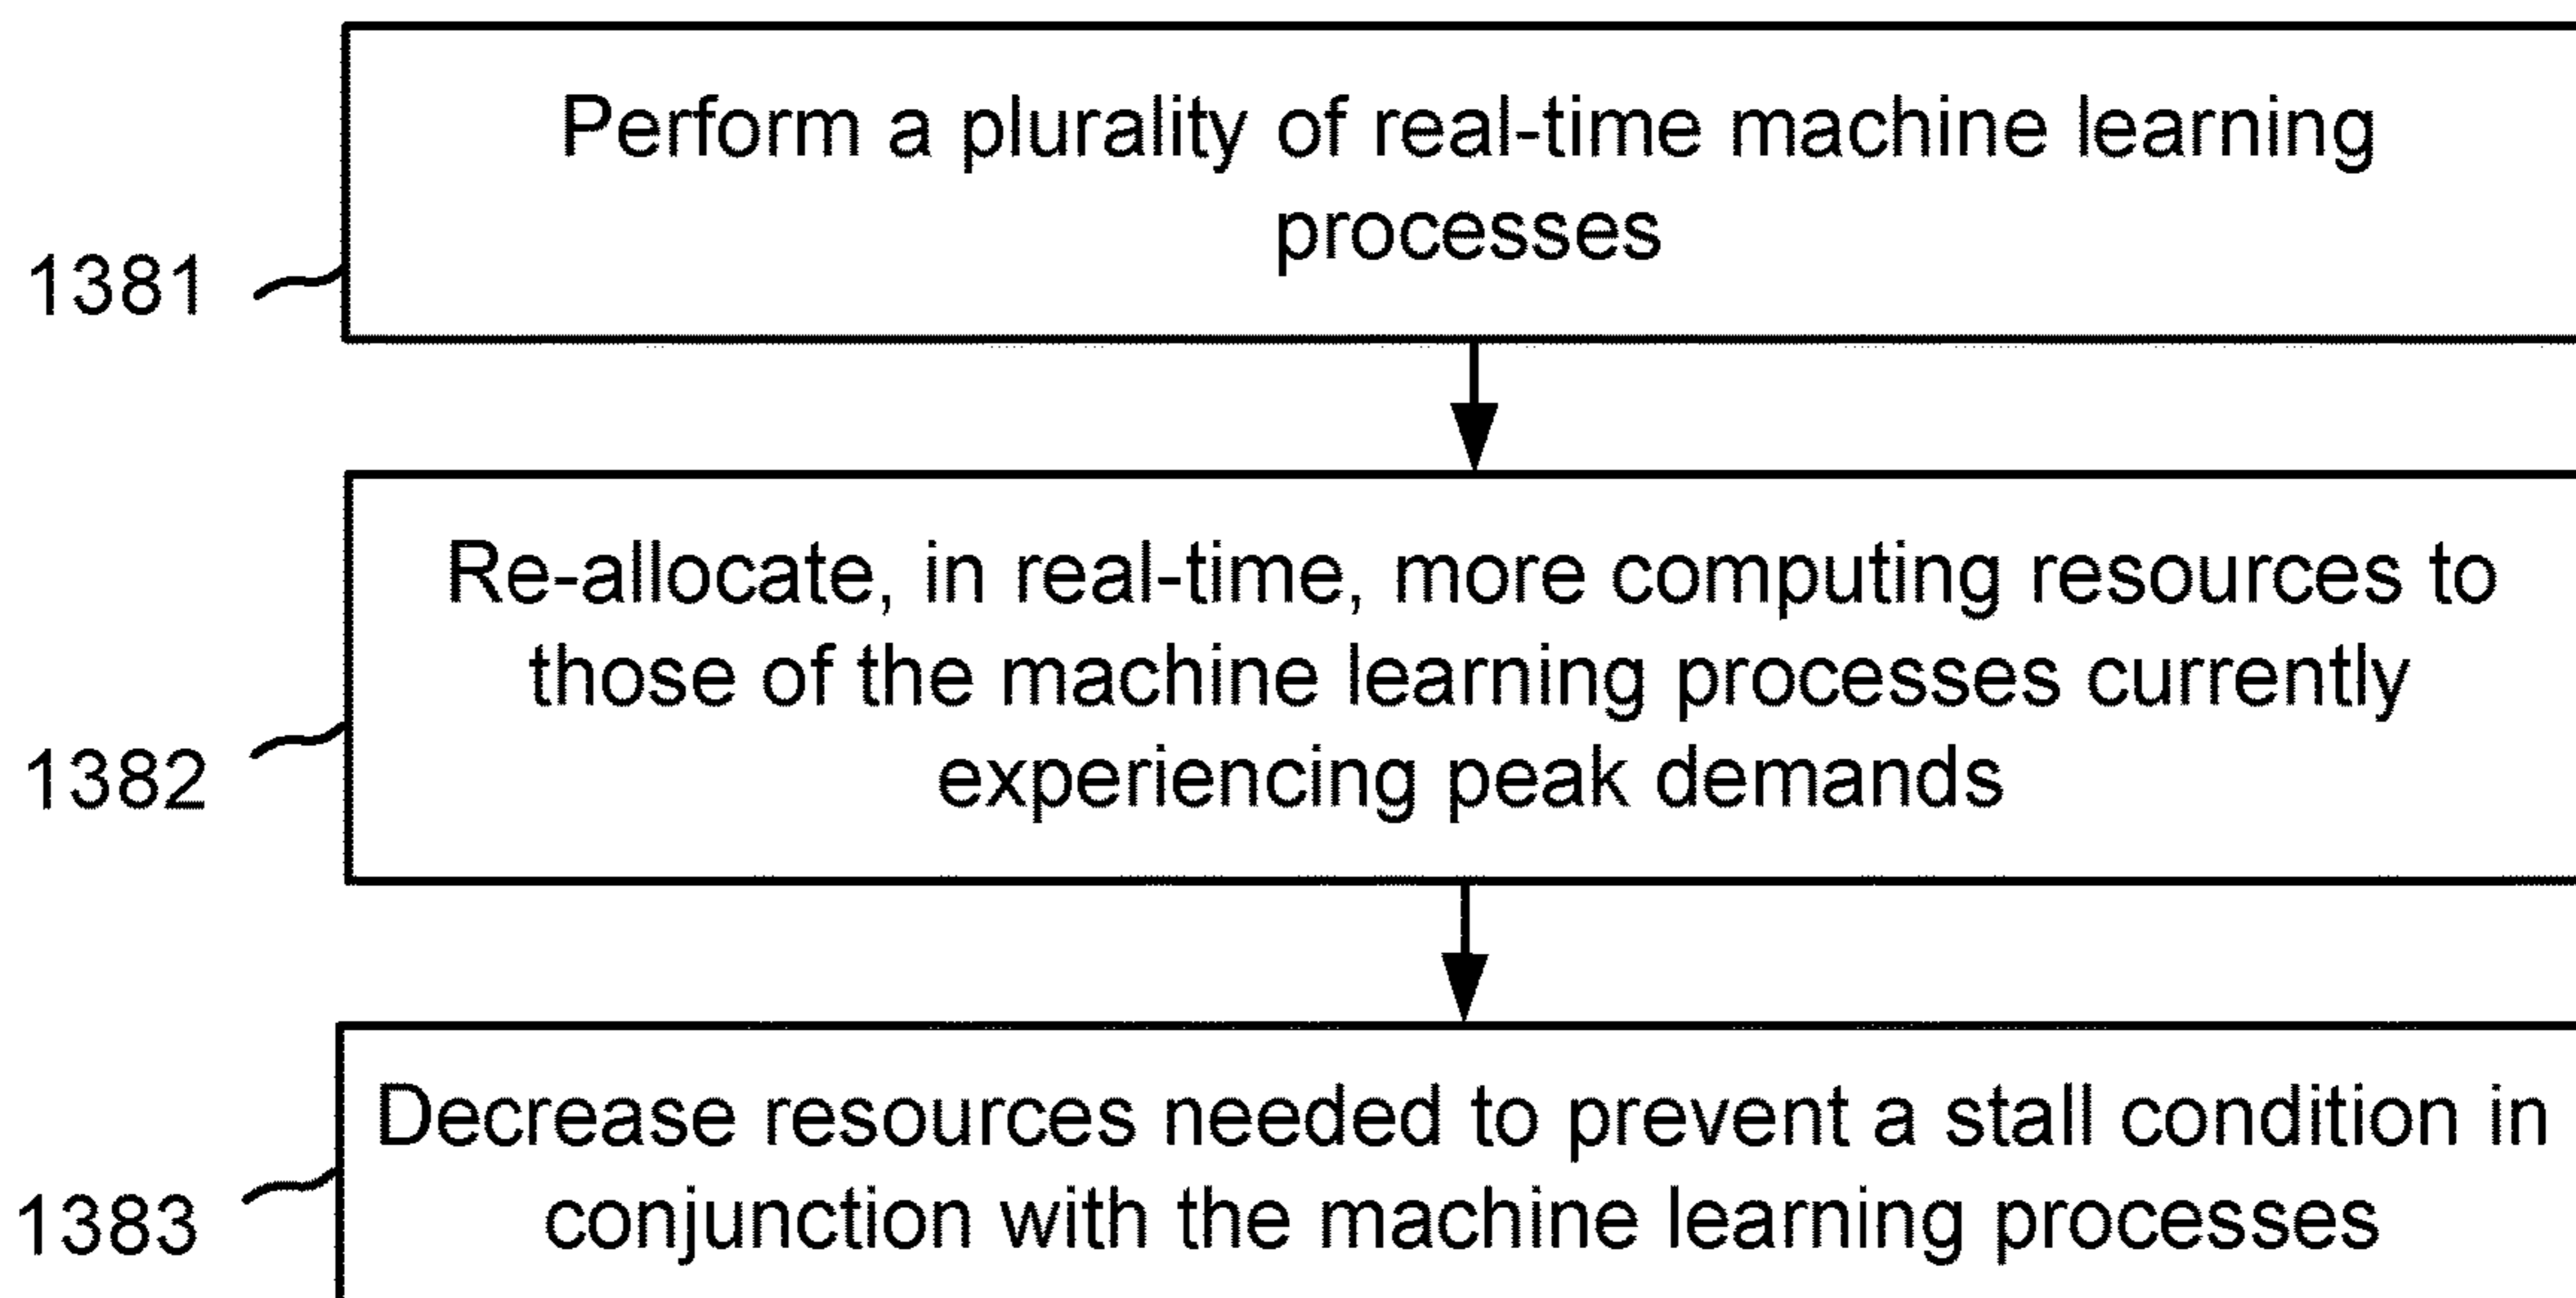 Perform a plurality of real-time machine learning
processes
1381
Re-allocate, in real-time, more computing resources to
those of the machine learning processes currently
experiencing peak demands
1382
Decrease resources needed to prevent a stall condition in
conjunction with the machine learning processes
1383